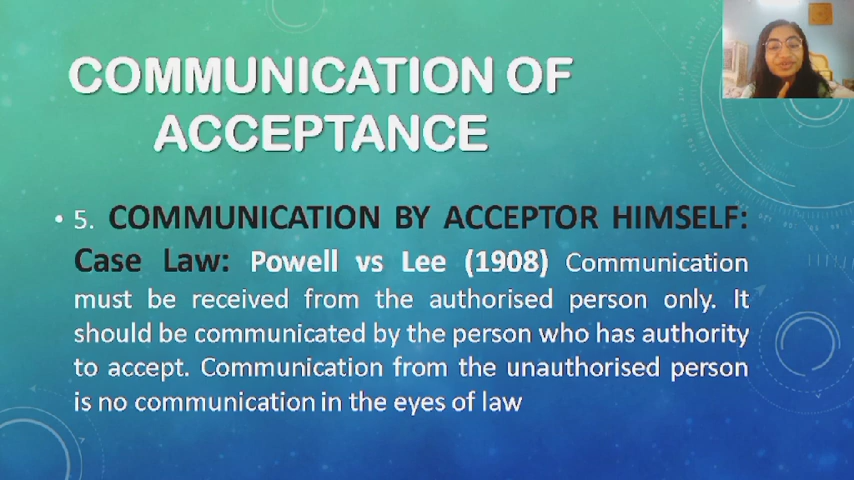 COMMUNICATION OF
ACCEPTANCE
• 5. COMMUNICATION BY ACCEPTOR HIMSELF:
Case Law: Powell vs Lee (1908) Communication
must be received from the authorised person only. It
should be communicated by the person who has authority
to accept. Communication from the unauthorised person
is no communication in the eyes of law